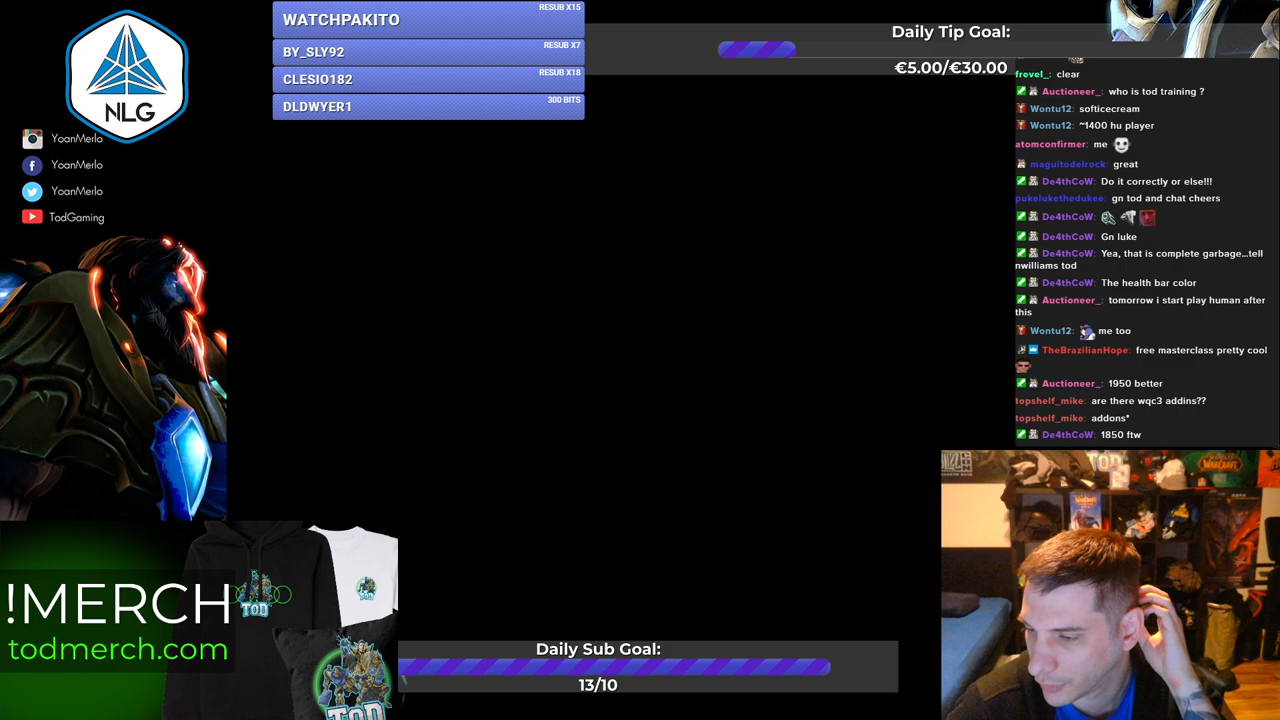 NLG
YoanMerlo
YoanMerlo
YoanMerlo
TodGaming
WATCHPAKITO RESUB X15
BY_SLY92 RESUB X7
CLESIO182 RESUB X18
DLDWYER1 300 BITS
Daily Tip Goal:
€5.00/€30.00
frevel_: clear
Auctioneer_: who is tod training ?
Wontu12: softicecream
Wontu12: ~1400 hu player
atomconfirmer: me
maguitodelrock: great
De4thCoW: Do it correctly or else!!!
pukelukethedukee: gn tod and chat cheers
De4thCoW:
De4thCoW: Gn luke
De4thCoW: Yea, that is complete garbage...tell
nwilliams tod
De4thCoW: The health bar color
Auctioneer_: tomorrow i start play human after
this
Wontu12: me too
TheBrazilianHope: free masterclass pretty cool
Auctioneer_: 1950 better
topshelf_mike: are there wqc3 addins??
topshelf_mike: addons*
De4thCoW: 1850 ftw
!MERCH
todmerch.com
TOD
TOD
Daily Sub Goal:
13/10